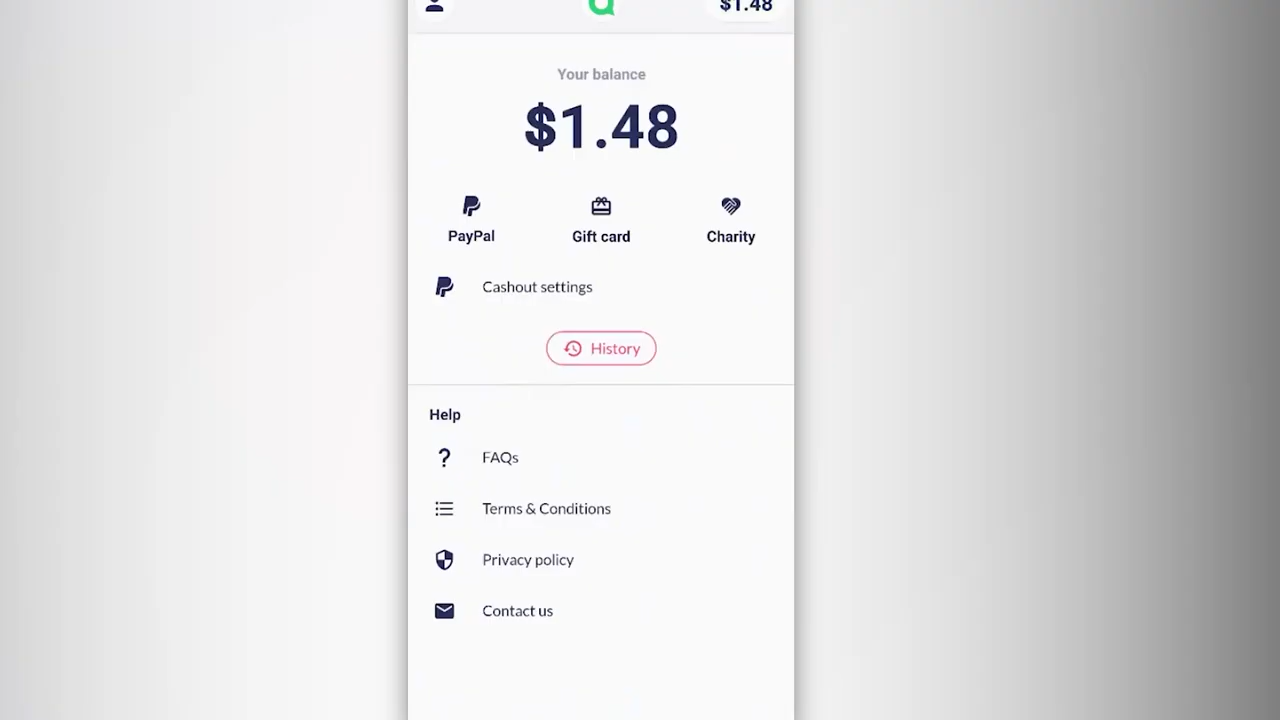 $1.48
Your balance
$1.48
PayPal
Gift card
Charity
Cashout settings
History
Help
FAQs
Terms & Conditions
Privacy policy
Contact us